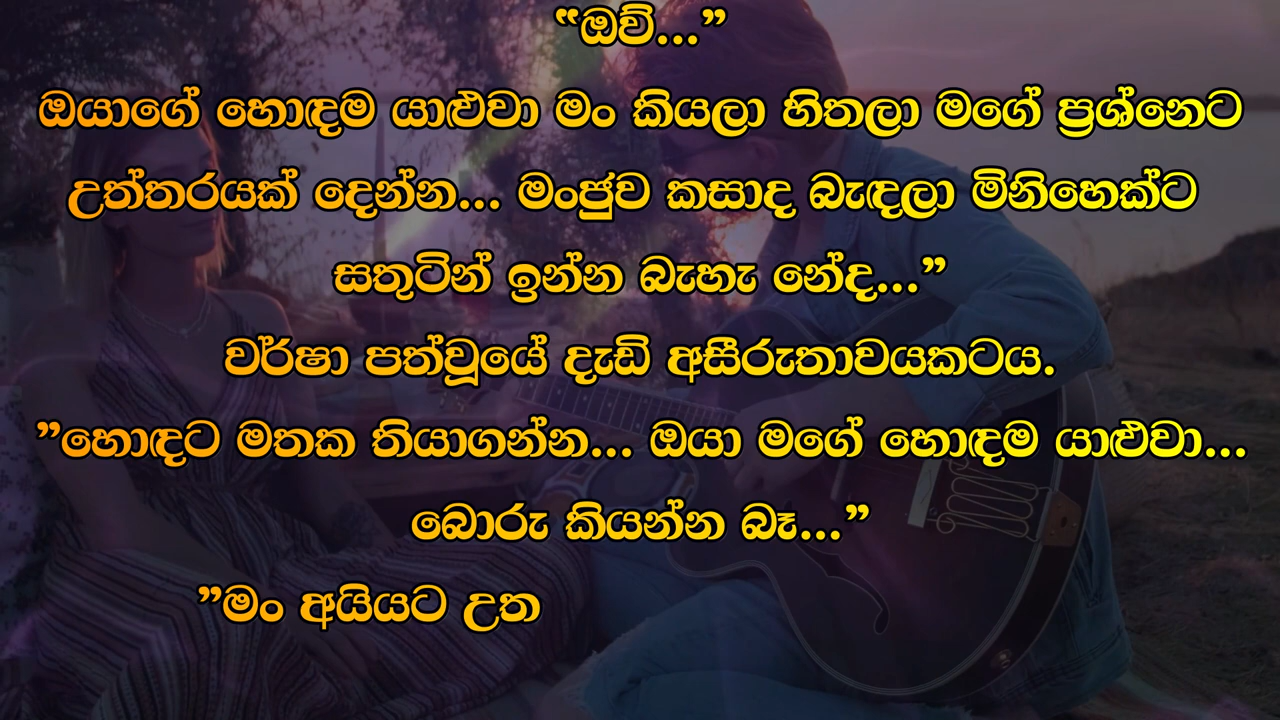 “ඔව්...”
ඔයාගේ හොඳම යාළුවා මං කියලා හිතලා මගේ ප්‍රශ්නෙට
උත්තරයක් දෙන්න... මංජුව කසාද බැඳලා මිනිහෙක්ට
සතුටින් ඉන්න බැහැ නේද...”
වර්ෂා පත්වූයේ දැඩි අසීරුතාවයකටය.
”හොඳට මතක තියාගන්න... ඔයා මගේ හොඳම යාළුවා...
බොරු කියන්න බෑ...”
”මං අයියට උත